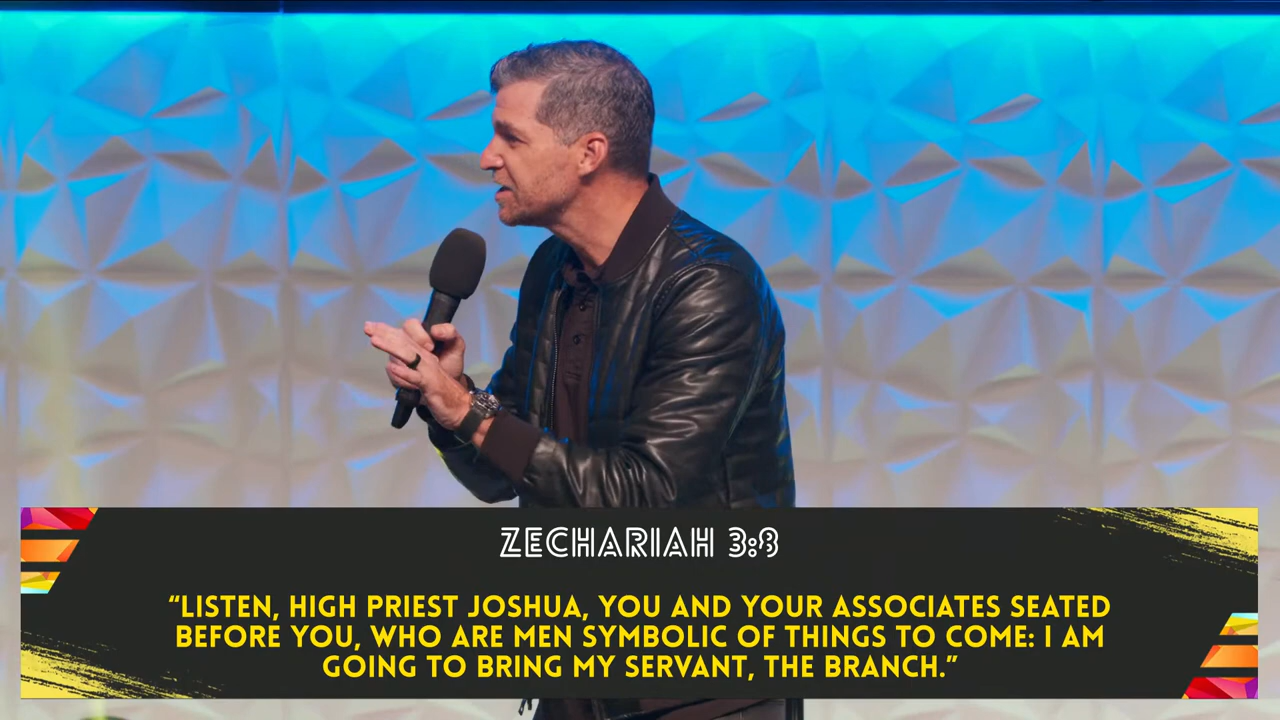 ZECHARIAH 3:8
“LISTEN, HIGH PRIEST JOSHUA, YOU AND YOUR ASSOCIATES SEATED
BEFORE YOU, WHO ARE MEN SYMBOLIC OF THINGS TO COME: I AM
GOING TO BRING MY SERVANT, THE BRANCH.”